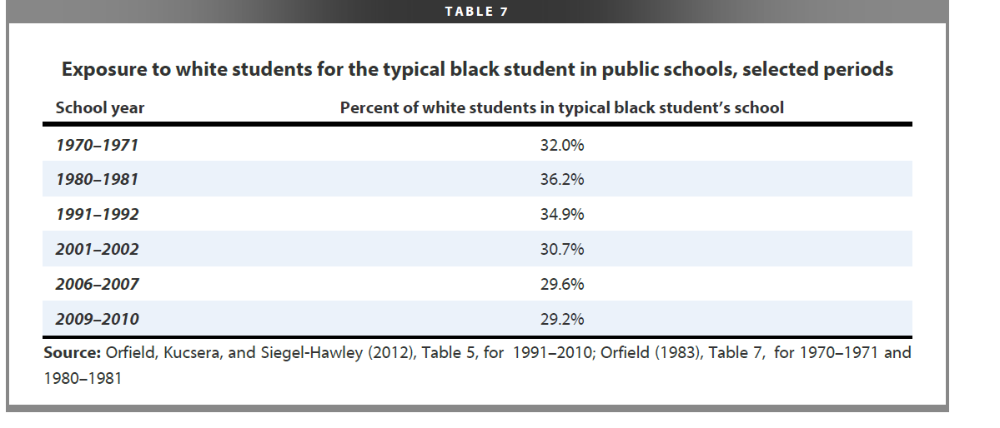 TABLE 7
Exposure to white students for the typical black student in public schools, selected periods
School year Percent of white students in typical black student’s school
1970–1971 32.0%
1980–1981 36.2%
1991–1992 34.9%
2001–2002 30.7%
2006–2007 29.6%
2009–2010 29.2%
Source: Orfield, Kucsera, and Siegel-Hawley (2012), Table 5, for 1991–2010; Orfield (1983), Table 7, for 1970–1971 and
1980–1981